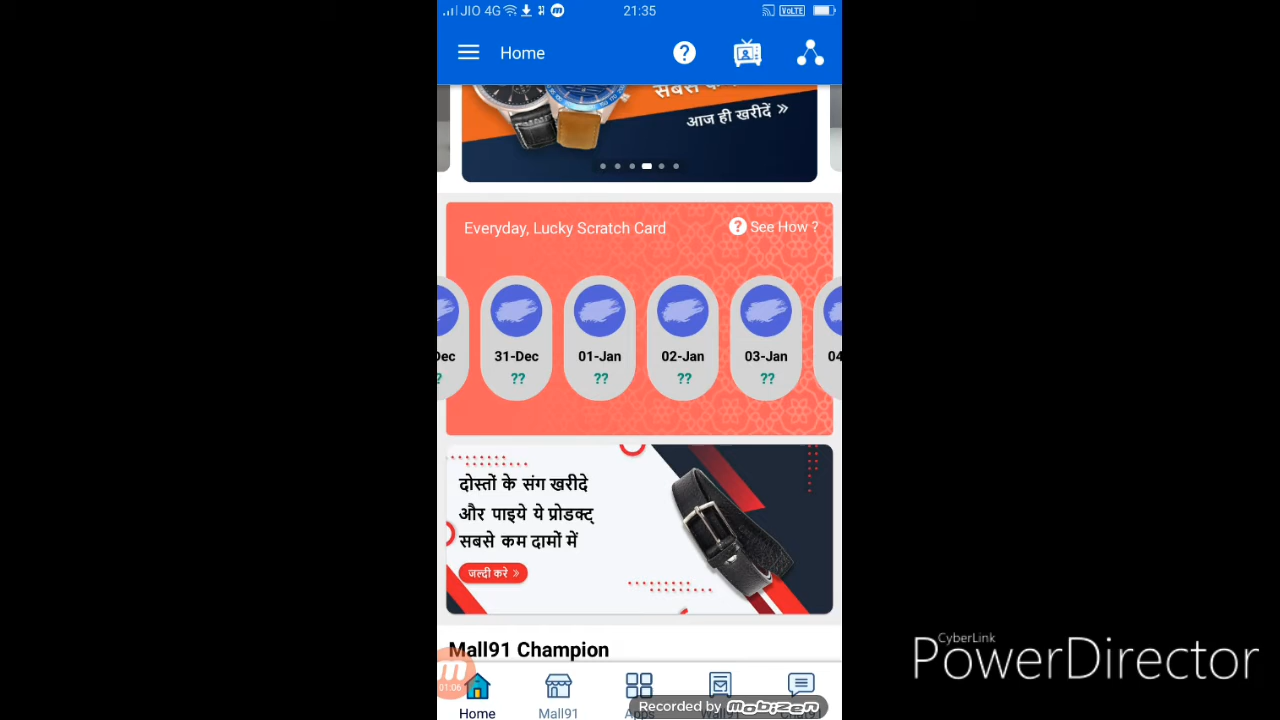 JIO 4G 21:35 VoLTE
Home
आज ही खरीदें »
Everyday, Lucky Scratch Card
See How ?
31-Dec 01-Jan 02-Jan 03-Jan
?? ?? ?? ??
दोस्तों के संग खरीदे
और पाइये ये प्रोडक्ट्
सबसे कम दामों में
जल्दी करे »
Mall91 Champion
01:06
Home Mall91
Recorded by mobizen
CyberLink
PowerDirector